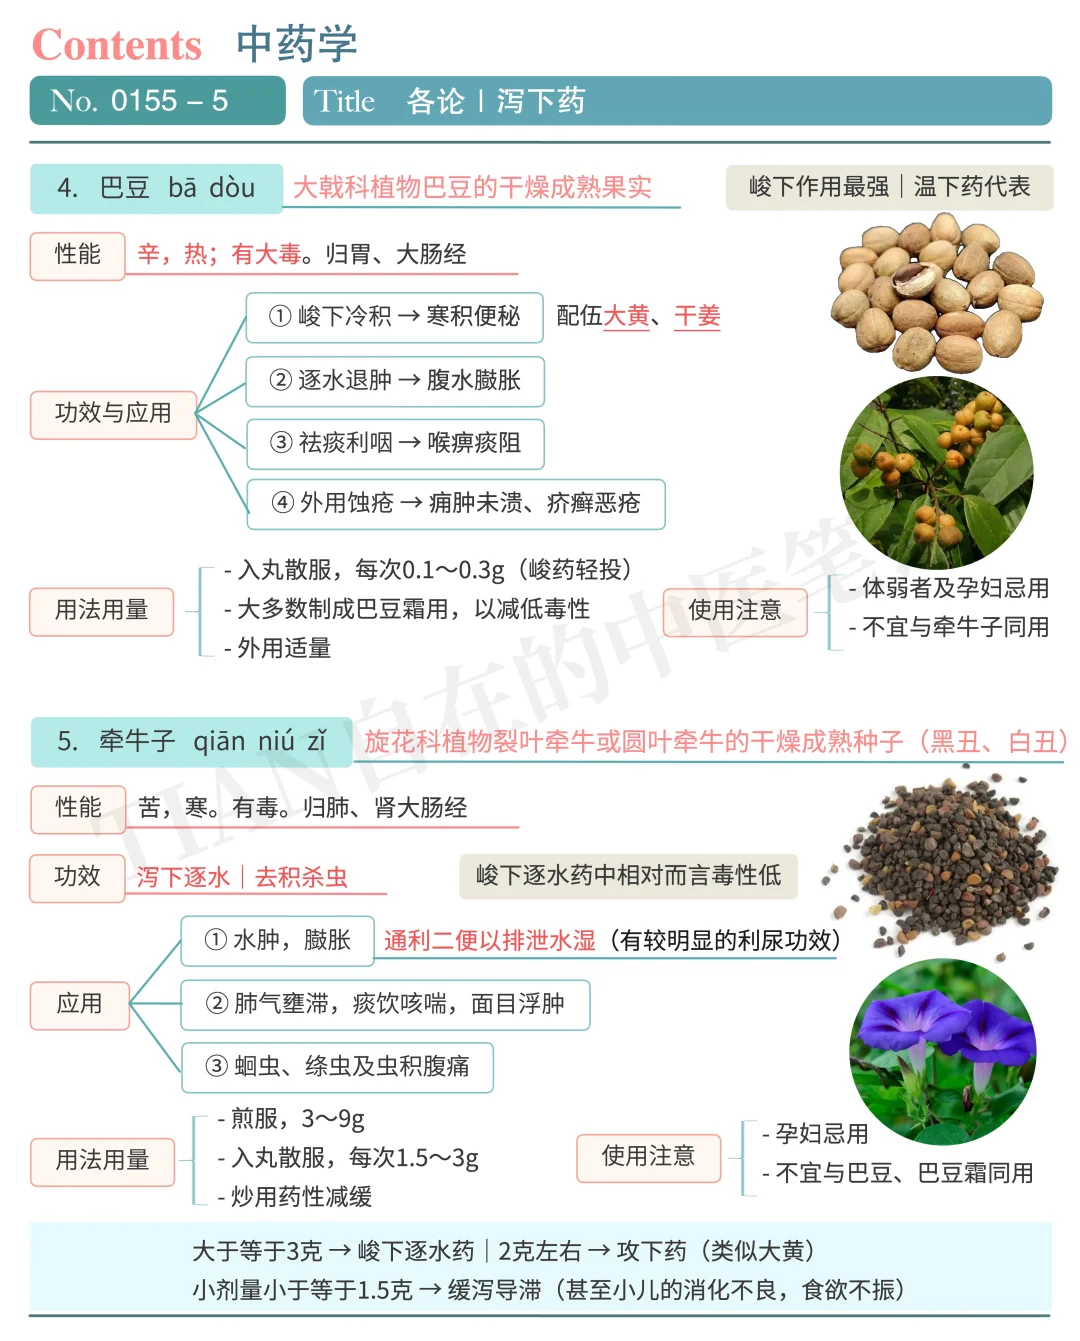 Contents 中药学
No. 0155 – 5
Title 各论 | 泻下药
4. 巴豆 bā dòu
大戟科植物巴豆的干燥成熟果实
峻下作用最强｜温下药代表
性能
辛，热；有大毒。归胃、大肠经
功效与应用
① 峻下冷积 → 寒积便秘
配伍大黄、干姜
② 逐水退肿 → 腹水臌胀
③ 祛痰利咽 → 喉痹痰阻
④ 外用蚀疮 → 痈肿未溃、疥癣恶疮
用法用量
- 入丸散服，每次0.1～0.3g（峻药轻投）
- 大多数制成巴豆霜用，以减低毒性
- 外用适量
使用注意
- 体弱者及孕妇忌用
- 不宜与牵牛子同用
TIAN自在的中医笔
5. 牵牛子 qiān niú zǐ
旋花科植物裂叶牵牛或圆叶牵牛的干燥成熟种子（黑丑、白丑）
性能
苦，寒。有毒。归肺、肾大肠经
功效
泻下逐水｜去积杀虫
峻下逐水药中相对而言毒性低
应用
① 水肿，臌胀
通利二便以排泄水湿（有较明显的利尿功效）
② 肺气壅滞，痰饮咳喘，面目浮肿
③ 蛔虫、绦虫及虫积腹痛
用法用量
- 煎服，3～9g
- 入丸散服，每次1.5～3g
- 炒用药性减缓
使用注意
- 孕妇忌用
- 不宜与巴豆、巴豆霜同用
大于等于3克 → 峻下逐水药｜2克左右 → 攻下药（类似大黄）
小剂量小于等于1.5克 → 缓泻导滞（甚至小儿的消化不良，食欲不振）